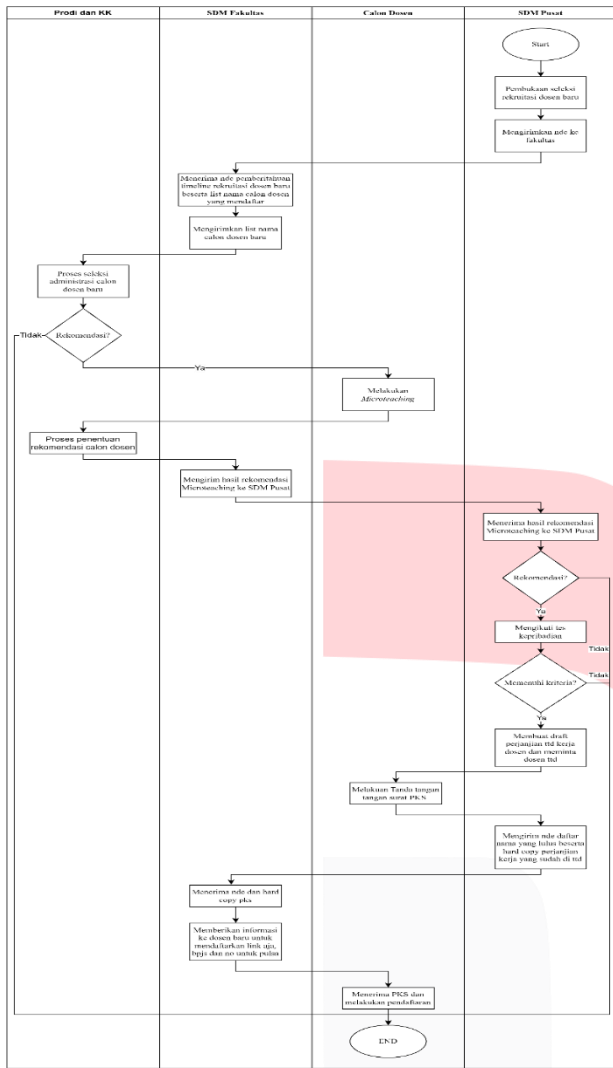 Prodi dan KK
SDM Fakultas
Calon Dosen
SDM Pusat
Start
Pembukaan seleksi
rekruitasi dosen baru
Mengirimkan nde ke
fakultas
Menerima nde pemberitahuan
timeline rekruitasi dosen baru
beserta list nama calon dosen
yang mendaftar
Mengirimkan list nama
calon dosen baru
Proses seleksi
administrasi calon
dosen baru
Rekomendasi?
Tidak
Ya
Melakukan
Microteaching
Proses penentuan
rekomendasi calon dosen
Mengirim hasil rekomendasi
Microteaching ke SDM Pusat
Menerima hasil rekomendasi
Microteaching ke SDM Pusat
Rekomendasi?
Ya
Tidak
Mengikuti tes
kepribadian
Memenuhi kriteria?
Tidak
Ya
Membuat draft
perjanjian ttd kerja
dosen dan meminta
dosen ttd
Melakuan Tanda tangan
tangan surat PKS
Mengirim nde daftar
nama yang lulus beserta
hard copy perjanjian
kerja yang sudah di ttd
Menerima nde dan hard
copy pks
Memberikan informasi
ke dosen baru untuk
mendaftarkan link aja,
bpjs dan no untuk pulsa
Menerima PKS dan
melakukan pendaftaran
END